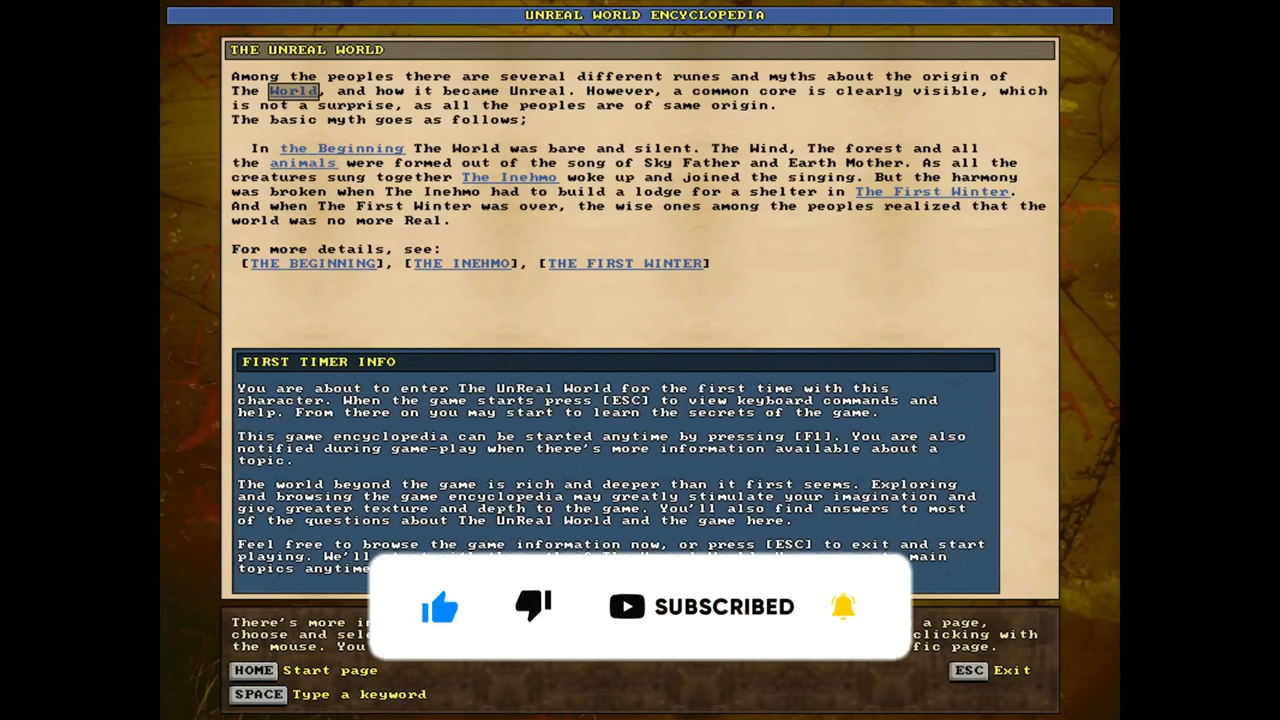 UNREAL WORLD ENCYCLOPEDIA
THE UNREAL WORLD
Among the peoples there are several different runes and myths about the origin of
The World, and how it became Unreal. However, a common core is clearly visible, which
is not a surprise, as all the peoples are of same origin.
The basic myth goes as follows;
In the Beginning The World was bare and silent. The Wind, The forest and all
the animals were formed out of the song of Sky Father and Earth Mother. As all the
creatures sung together The Inehmo woke up and joined the singing. But the harmony
was broken when The Inehmo had to build a lodge for a shelter in The First Winter.
And when The First Winter was over, the wise ones among the peoples realized that the
world was no more Real.
For more details, see:
[THE BEGINNING], [THE INEHMO], [THE FIRST WINTER]
FIRST TIMER INFO
You are about to enter The UnReal World for the first time with this
character. When the game starts press [ESC] to view keyboard commands and
help. From there on you may start to learn the secrets of the game.
This game encyclopedia can be started anytime by pressing [F1]. You are also
notified during game-play when there's more information available about a
topic.
The world beyond the game is rich and deeper than it first seems. Exploring
and browsing the game encyclopedia may greatly stimulate your imagination and
give greater texture and depth to the game. You'll also find answers to most
of the questions about The UnReal World and the game here.
Feel free to browse the game information now, or press [ESC] to exit and start
playing. We'll main
topics anytime
SUBSCRIBED
There's more in a page,
choose and sele clicking with
the mouse. You fic page.
HOME Start page
ESC Exit
SPACE Type a keyword